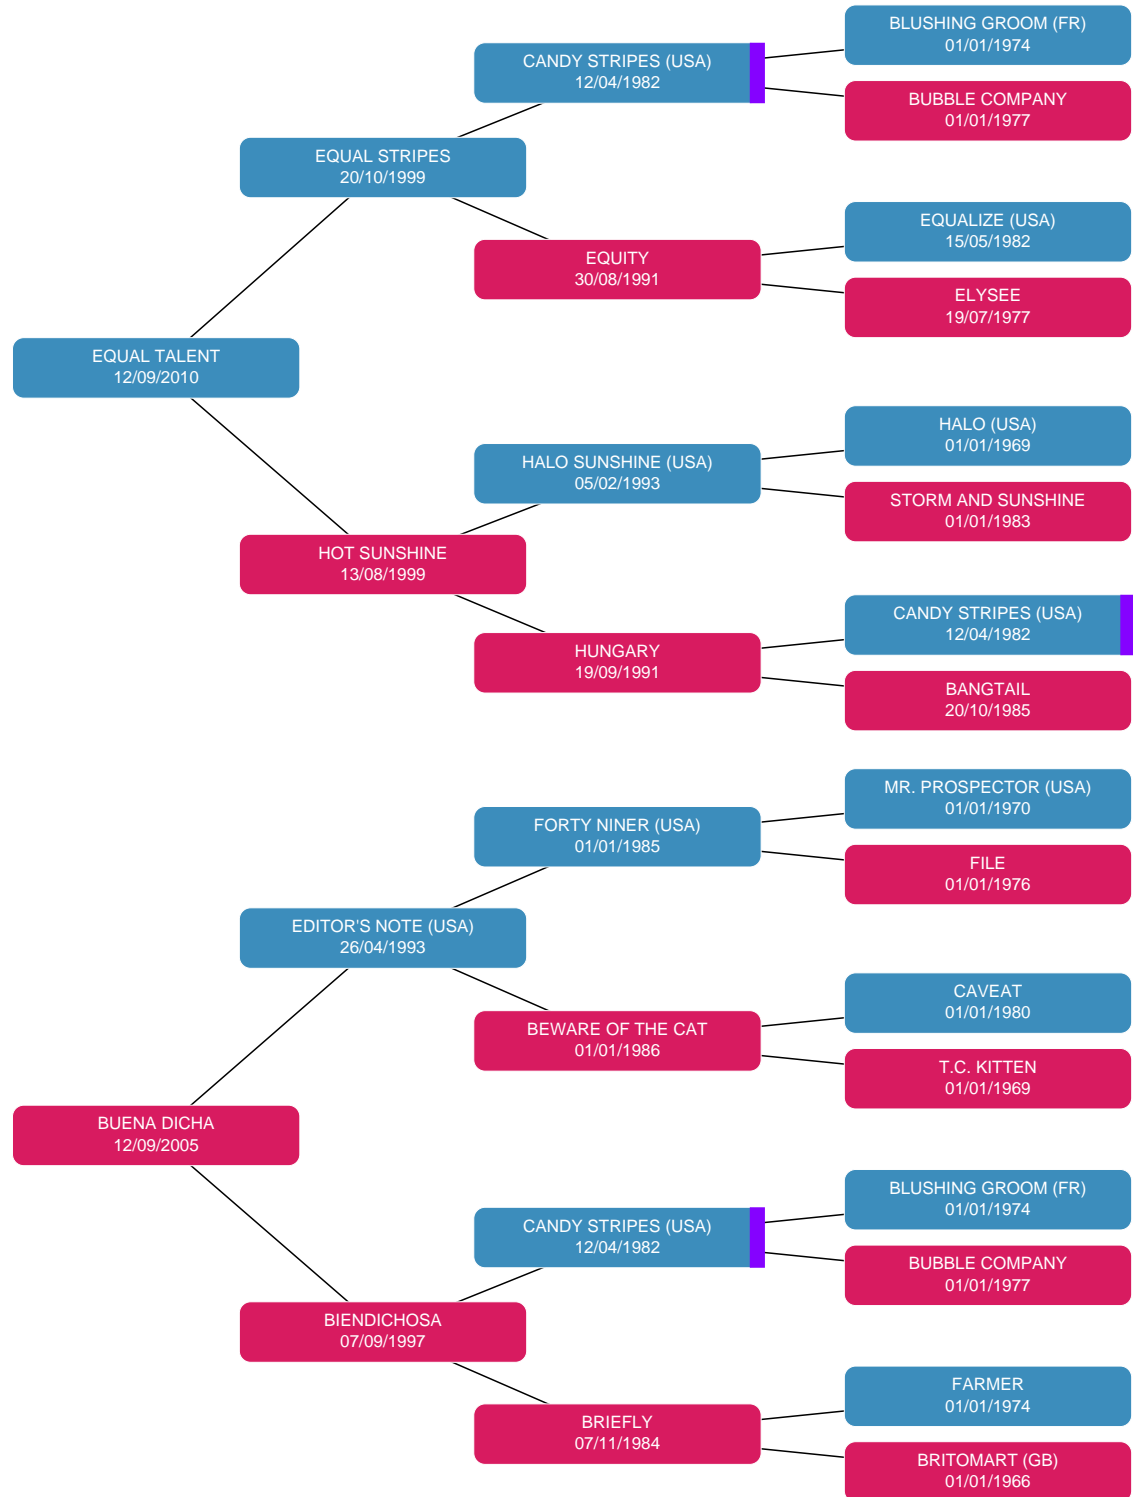 BLUSHING GROOM (FR)
01/01/1974
CANDY STRIPES (USA)
12/04/1982
BUBBLE COMPANY
01/01/1977
EQUAL STRIPES
20/10/1999
EQUALIZE (USA)
15/05/1982
EQUITY
30/08/1991
ELYSEE
19/07/1977
EQUAL TALENT
12/09/2010
HALO (USA)
01/01/1969
HALO SUNSHINE (USA)
05/02/1993
STORM AND SUNSHINE
01/01/1983
HOT SUNSHINE
13/08/1999
CANDY STRIPES (USA)
12/04/1982
HUNGARY
19/09/1991
BANGTAIL
20/10/1985
MR. PROSPECTOR (USA)
01/01/1970
FORTY NINER (USA)
01/01/1985
FILE
01/01/1976
EDITOR'S NOTE (USA)
26/04/1993
CAVEAT
01/01/1980
BEWARE OF THE CAT
01/01/1986
T.C. KITTEN
01/01/1969
BUENA DICHA
12/09/2005
BLUSHING GROOM (FR)
01/01/1974
CANDY STRIPES (USA)
12/04/1982
BUBBLE COMPANY
01/01/1977
BIENDICHOSA
07/09/1997
FARMER
01/01/1974
BRIEFLY
07/11/1984
BRITOMART (GB)
01/01/1966